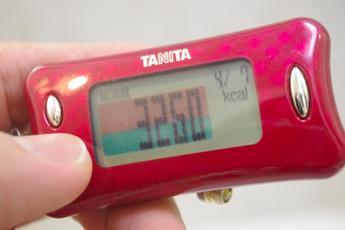 TANITA
4/ 7
kcal
3260